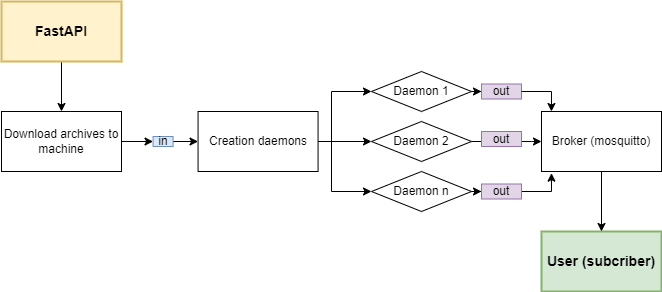 FastAPI
Download archives to
machine
in
Creation daemons
Daemon 1
out
Daemon 2
out
Daemon n
out
Broker (mosquitto)
User (subcriber)